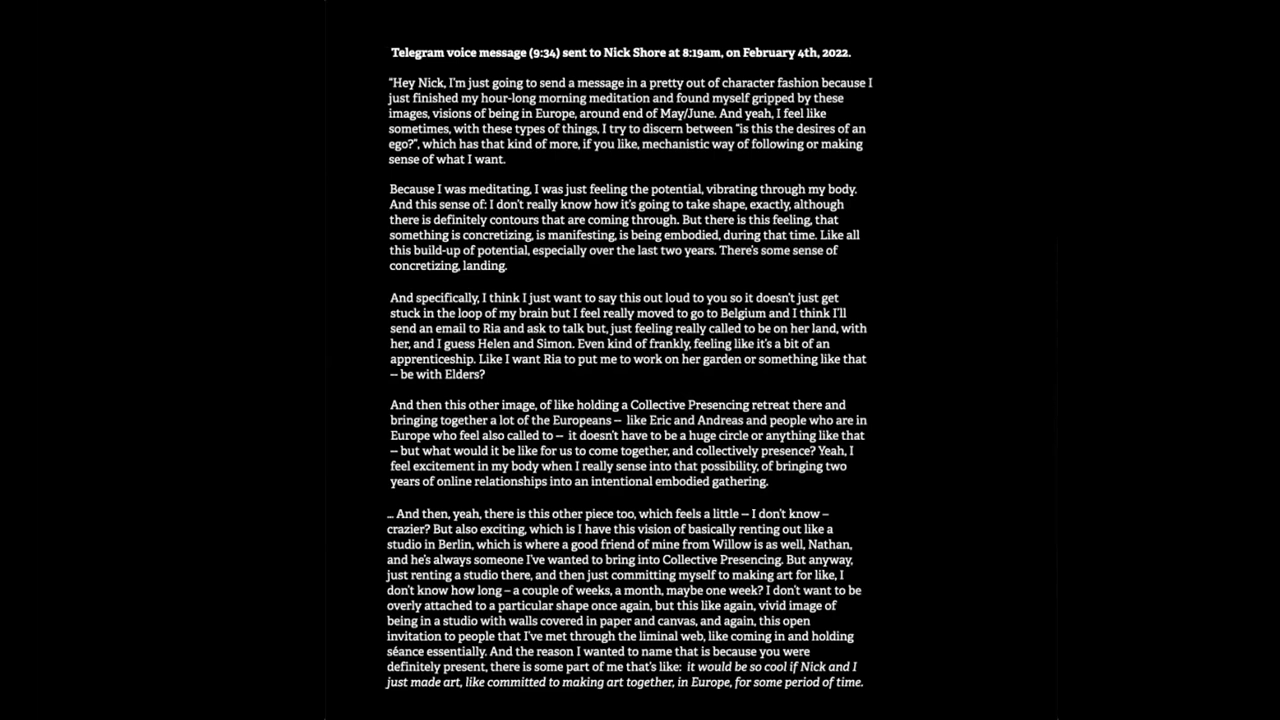 Telegram voice message (9:34) sent to Nick Shore at 8:19am, on February 4th, 2022.
“Hey Nick, I’m just going to send a message in a pretty out of character fashion because I
just finished my hour-long morning meditation and found myself gripped by these
images, visions of being in Europe, around end of May/June. And yeah, I feel like
sometimes, with these types of things, I try to discern between “is this the desires of an
ego?”, which has that kind of more, if you like, mechanistic way of following or making
sense of what I want.
Because I was meditating, I was just feeling the potential, vibrating through my body.
And this sense of: I don’t really know how it’s going to take shape, exactly, although
there is definitely contours that are coming through. But there is this feeling, that
something is concretizing, is manifesting, is being embodied, during that time. Like all
this build-up of potential, especially over the last two years. There’s some sense of
concretizing, landing.
And specifically, I think I just want to say this out loud to you so it doesn’t just get
stuck in the loop of my brain but I feel really moved to go to Belgium and I think I’ll
send an email to Ria and ask to talk but, just feeling really called to be on her land, with
her, and I guess Helen and Simon. Even kind of frankly, feeling like it’s a bit of an
apprenticeship. Like I want Ria to put me to work on her garden or something like that
– be with Elders?
And then this other image, of like holding a Collective Presencing retreat there and
bringing together a lot of the Europeans – like Eric and Andreas and people who are in
Europe who feel also called to – it doesn’t have to be a huge circle or anything like that
– but what would it be like for us to come together, and collectively presence? Yeah, I
feel excitement in my body when I really sense into that possibility, of bringing two
years of online relationships into an intentional embodied gathering.
... And then, yeah, there is this other piece too, which feels a little – I don’t know –
crazier? But also exciting, which is I have this vision of basically renting out like a
studio in Berlin, which is where a good friend of mine from Willow is as well, Nathan,
and he’s always someone I’ve wanted to bring into Collective Presencing. But anyway,
just renting a studio there, and then just committing myself to making art for like, I
don’t know how long – a couple of weeks, a month, maybe one week? I don’t want to be
overly attached to a particular shape once again, but this like again, vivid image of
being in a studio with walls covered in paper and canvas, and again, this open
invitation to people that I’ve met through the liminal web, like coming in and holding
séance essentially. And the reason I wanted to name that is because you were
definitely present, there is some part of me that’s like: it would be so cool if Nick and I
just made art, like committed to making art together, in Europe, for some period of time.